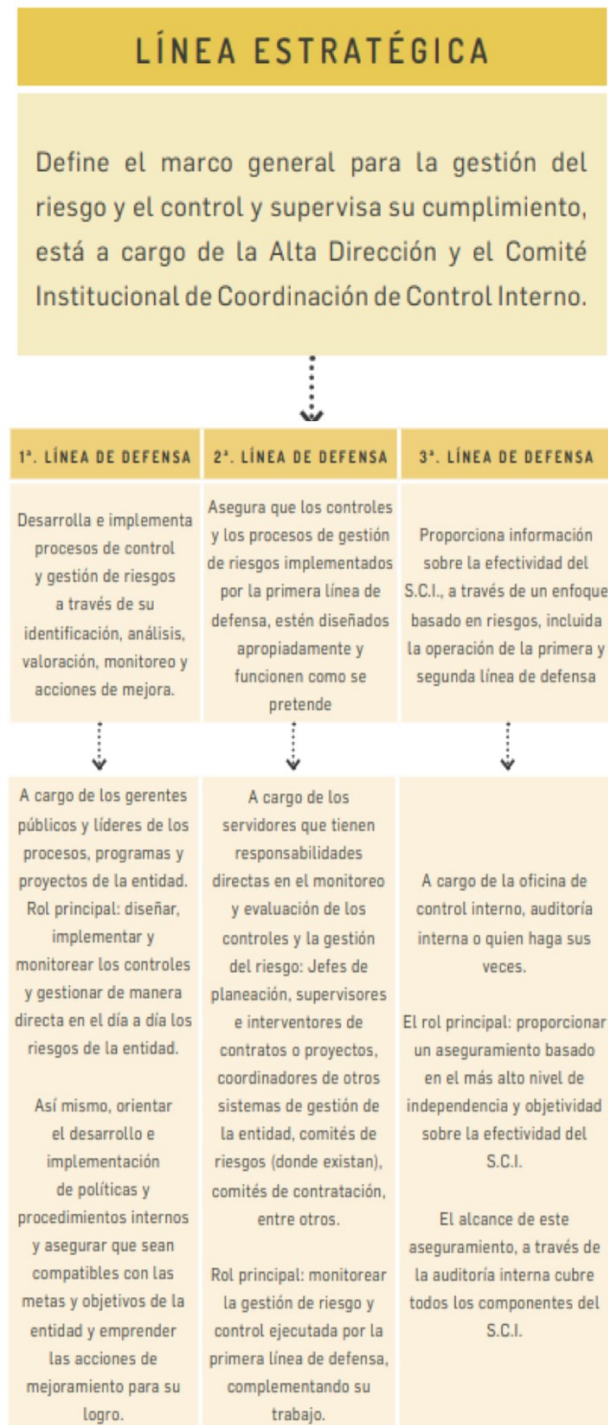 LÍNEA ESTRATÉGICA
Define el marco general para la gestión del
riesgo y el control y supervisa su cumplimiento,
está a cargo de la Alta Dirección y el Comité
Institucional de Coordinación de Control Interno.
1ª. LÍNEA DE DEFENSA
Desarrolla e implementa
procesos de control
y gestión de riesgos
a través de su
identificación, análisis,
valoración, monitoreo y
acciones de mejora.
A cargo de los gerentes
públicos y líderes de los
procesos, programas y
proyectos de la entidad.
Rol principal: diseñar,
implementar y
monitorear los controles
y gestionar de manera
directa en el día a día los
riesgos de la entidad.
Así mismo, orientar
el desarrollo e
implementación
de políticas y
procedimientos internos
y asegurar que sean
compatibles con las
metas y objetivos de la
entidad y emprender
las acciones de
mejoramiento para su
logro.
2ª. LÍNEA DE DEFENSA
Asegura que los controles
y los procesos de gestión
de riesgos implementados
por la primera línea de
defensa, estén diseñados
apropiadamente y
funcionen como se
pretende
A cargo de los
servidores que tienen
responsabilidades
directas en el monitoreo
y evaluación de los
controles y la gestión
del riesgo: Jefes de
planeación, supervisores
e interventores de
contratos o proyectos,
coordinadores de otros
sistemas de gestión de
la entidad, comités de
riesgos (donde existan),
comités de contratación,
entre otros.
Rol principal: monitorear
la gestión de riesgo y
control ejecutada por la
primera línea de defensa,
complementando su
trabajo.
3ª. LÍNEA DE DEFENSA
Proporciona información
sobre la efectividad del
S.C.I., a través de un enfoque
basado en riesgos, incluida
la operación de la primera y
segunda línea de defensa
A cargo de la oficina de
control interno, auditoría
interna o quien haga sus
veces.
El rol principal: proporcionar
un aseguramiento basado
en el más alto nivel de
independencia y objetividad
sobre la efectividad del
S.C.I.
El alcance de este
aseguramiento, a través de
la auditoría interna cubre
todos los componentes del
S.C.I.